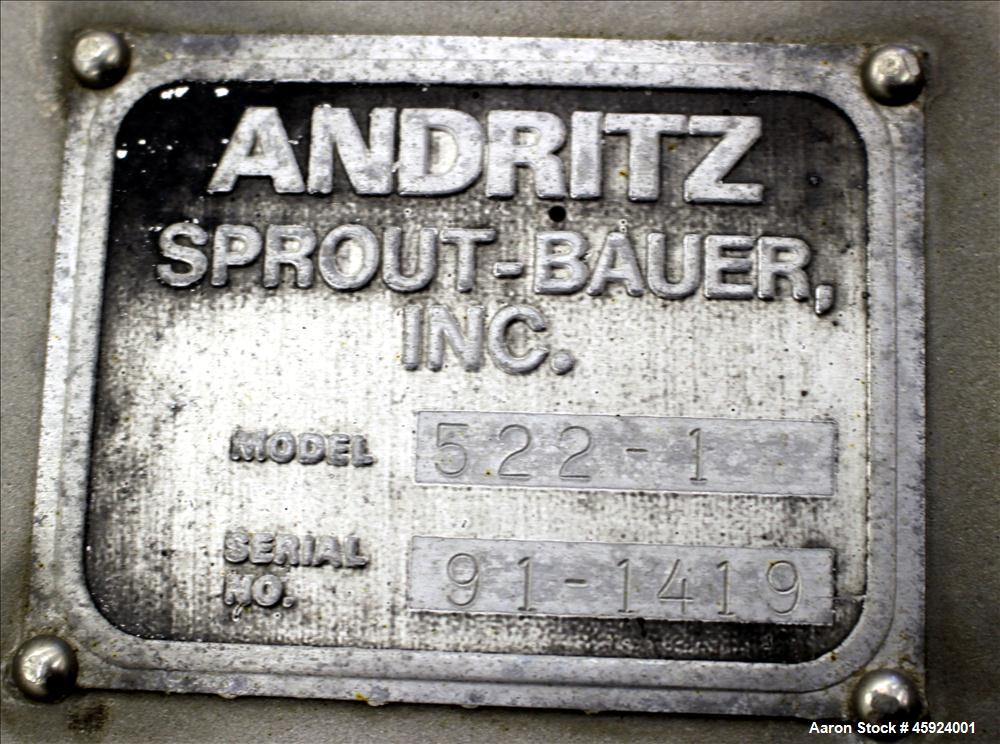 ANDRITZ
SPROUT-BAUER,
INC.
MODEL 522-1
SERIAL
NO. 91-1419
Aaron Stock # 45924001